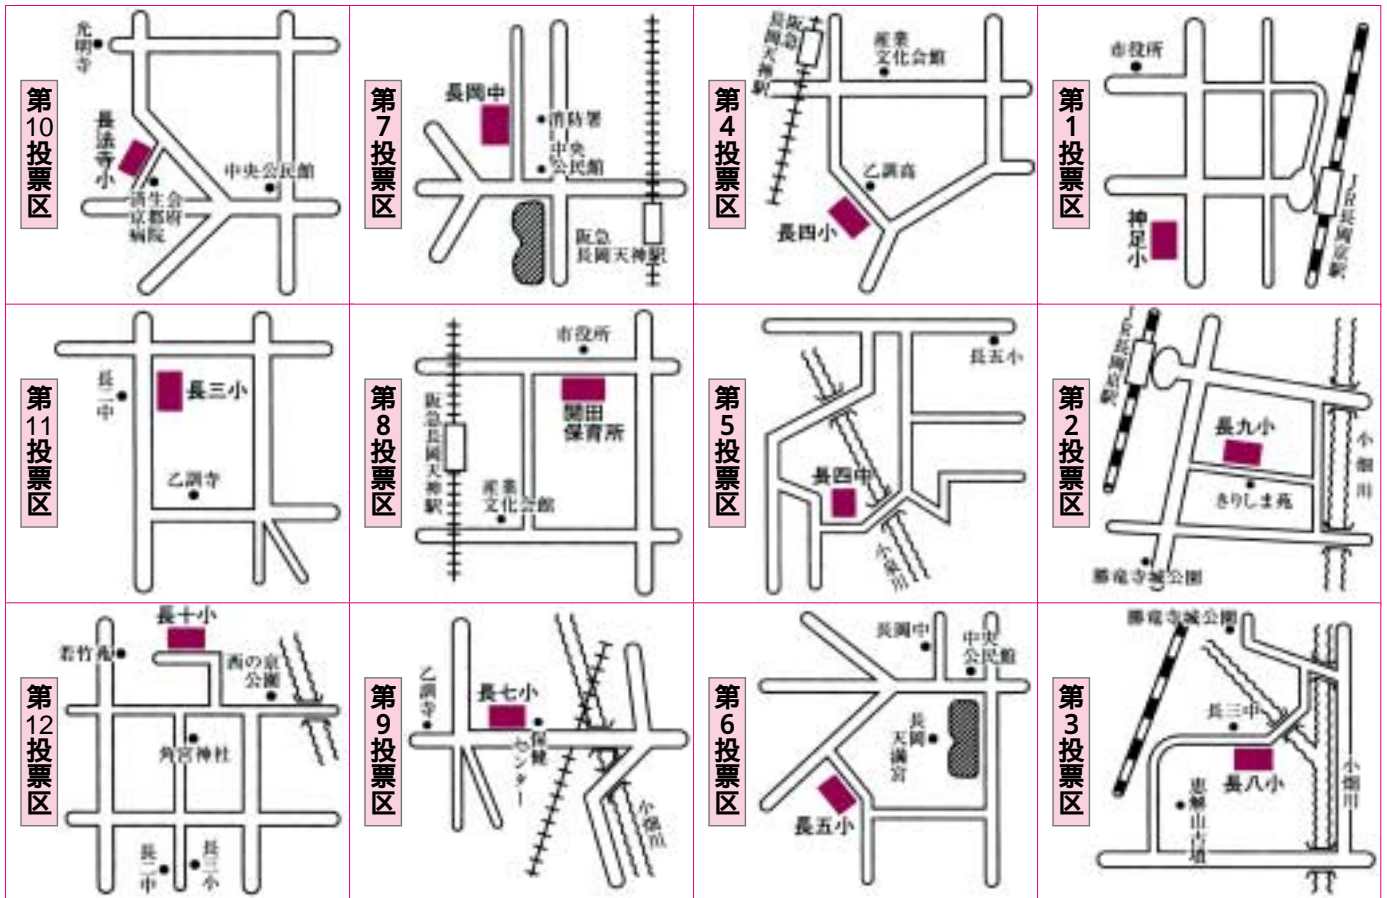 第1投票区
市役所
神足小
JR長岡京駅
第2投票区
JR長岡京駅
長九小
きりしま苑
小畑川
勝竜寺城公園
第3投票区
勝竜寺城公園
長三中
長八小
恵解山古墳
小畑川
第4投票区
阪急
長岡天神駅
産業
文化会館
乙訓高
長四小
第5投票区
長五小
長四中
小泉川
第6投票区
長岡中
中央
公民館
長岡
天満宮
長五小
第7投票区
長岡中
消防署
中央
公民館
阪急
長岡天神駅
第8投票区
市役所
開田
保育所
阪急長岡天神駅
産業
文化会館
第9投票区
乙訓寺
長七小
保健
センター
小畑川
第10投票区
光明寺
長法寺小
中央公民館
済生会
京都府
病院
第11投票区
長二中
長三小
乙訓寺
第12投票区
長十小
若竹苑
西の京
公園
角宮神社
長二中
長三小